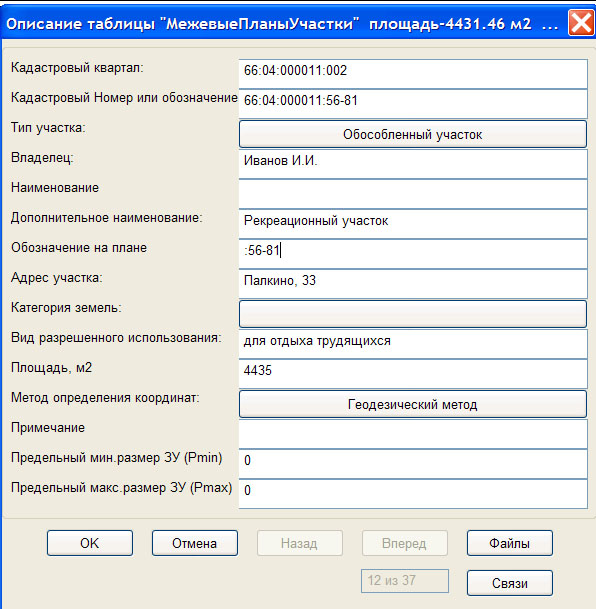 Описание таблицы "МежевыеПланыУчастки" площадь-4431.46 м2 ...
Кадастровый квартал: 66:04:000011:002
Кадастровый Номер или обозначение 66:04:000011:56-81
Тип участка: Обособленный участок
Владелец: Иванов И.И.
Наименование
Дополнительное наименование: Рекреационный участок
Обозначение на плане :56-81
Адрес участка: Палкино, 33
Категория земель:
Вид разрешенного использования: для отдыха трудящихся
Площадь, м2 4435
Метод определения координат: Геодезический метод
Примечание
Предельный мин.размер ЗУ (Pmin) 0
Предельный макс.размер ЗУ (Pmax) 0
OK Отмена Назад Вперед Файлы
12 из 37 Связи